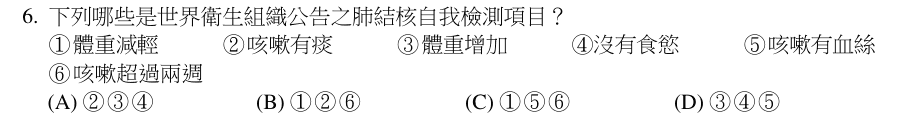 6. 下列哪些是世界衛生組織公告之肺結核自我檢測項目？
①體重減輕 ②咳嗽有痰 ③體重增加 ④沒有食慾 ⑤咳嗽有血絲
⑥咳嗽超過兩週
(A) ②③④ (B) ①②⑥ (C) ①⑤⑥ (D) ③④⑤